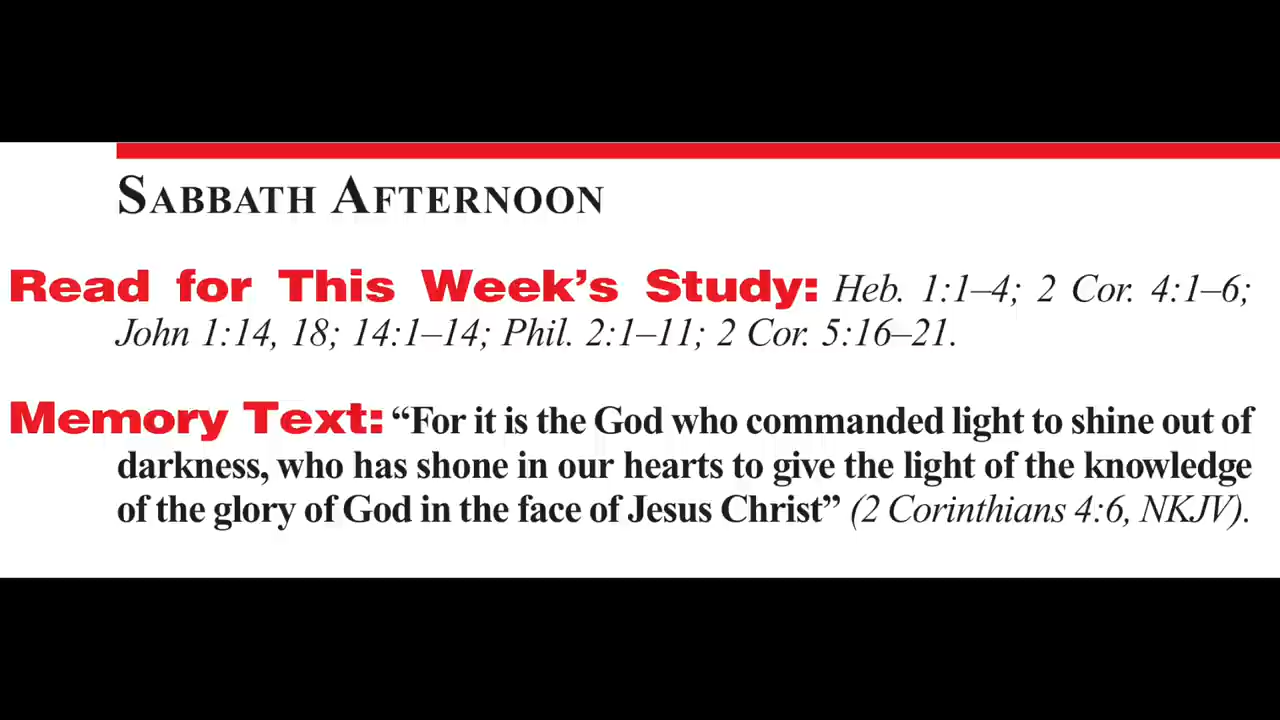 SABBATH AFTERNOON
Read for This Week’s Study: Heb. 1:1–4; 2 Cor. 4:1–6;
John 1:14, 18; 14:1–14; Phil. 2:1–11; 2 Cor. 5:16–21.
Memory Text: “For it is the God who commanded light to shine out of
darkness, who has shone in our hearts to give the light of the knowledge
of the glory of God in the face of Jesus Christ” (2 Corinthians 4:6, NKJV).